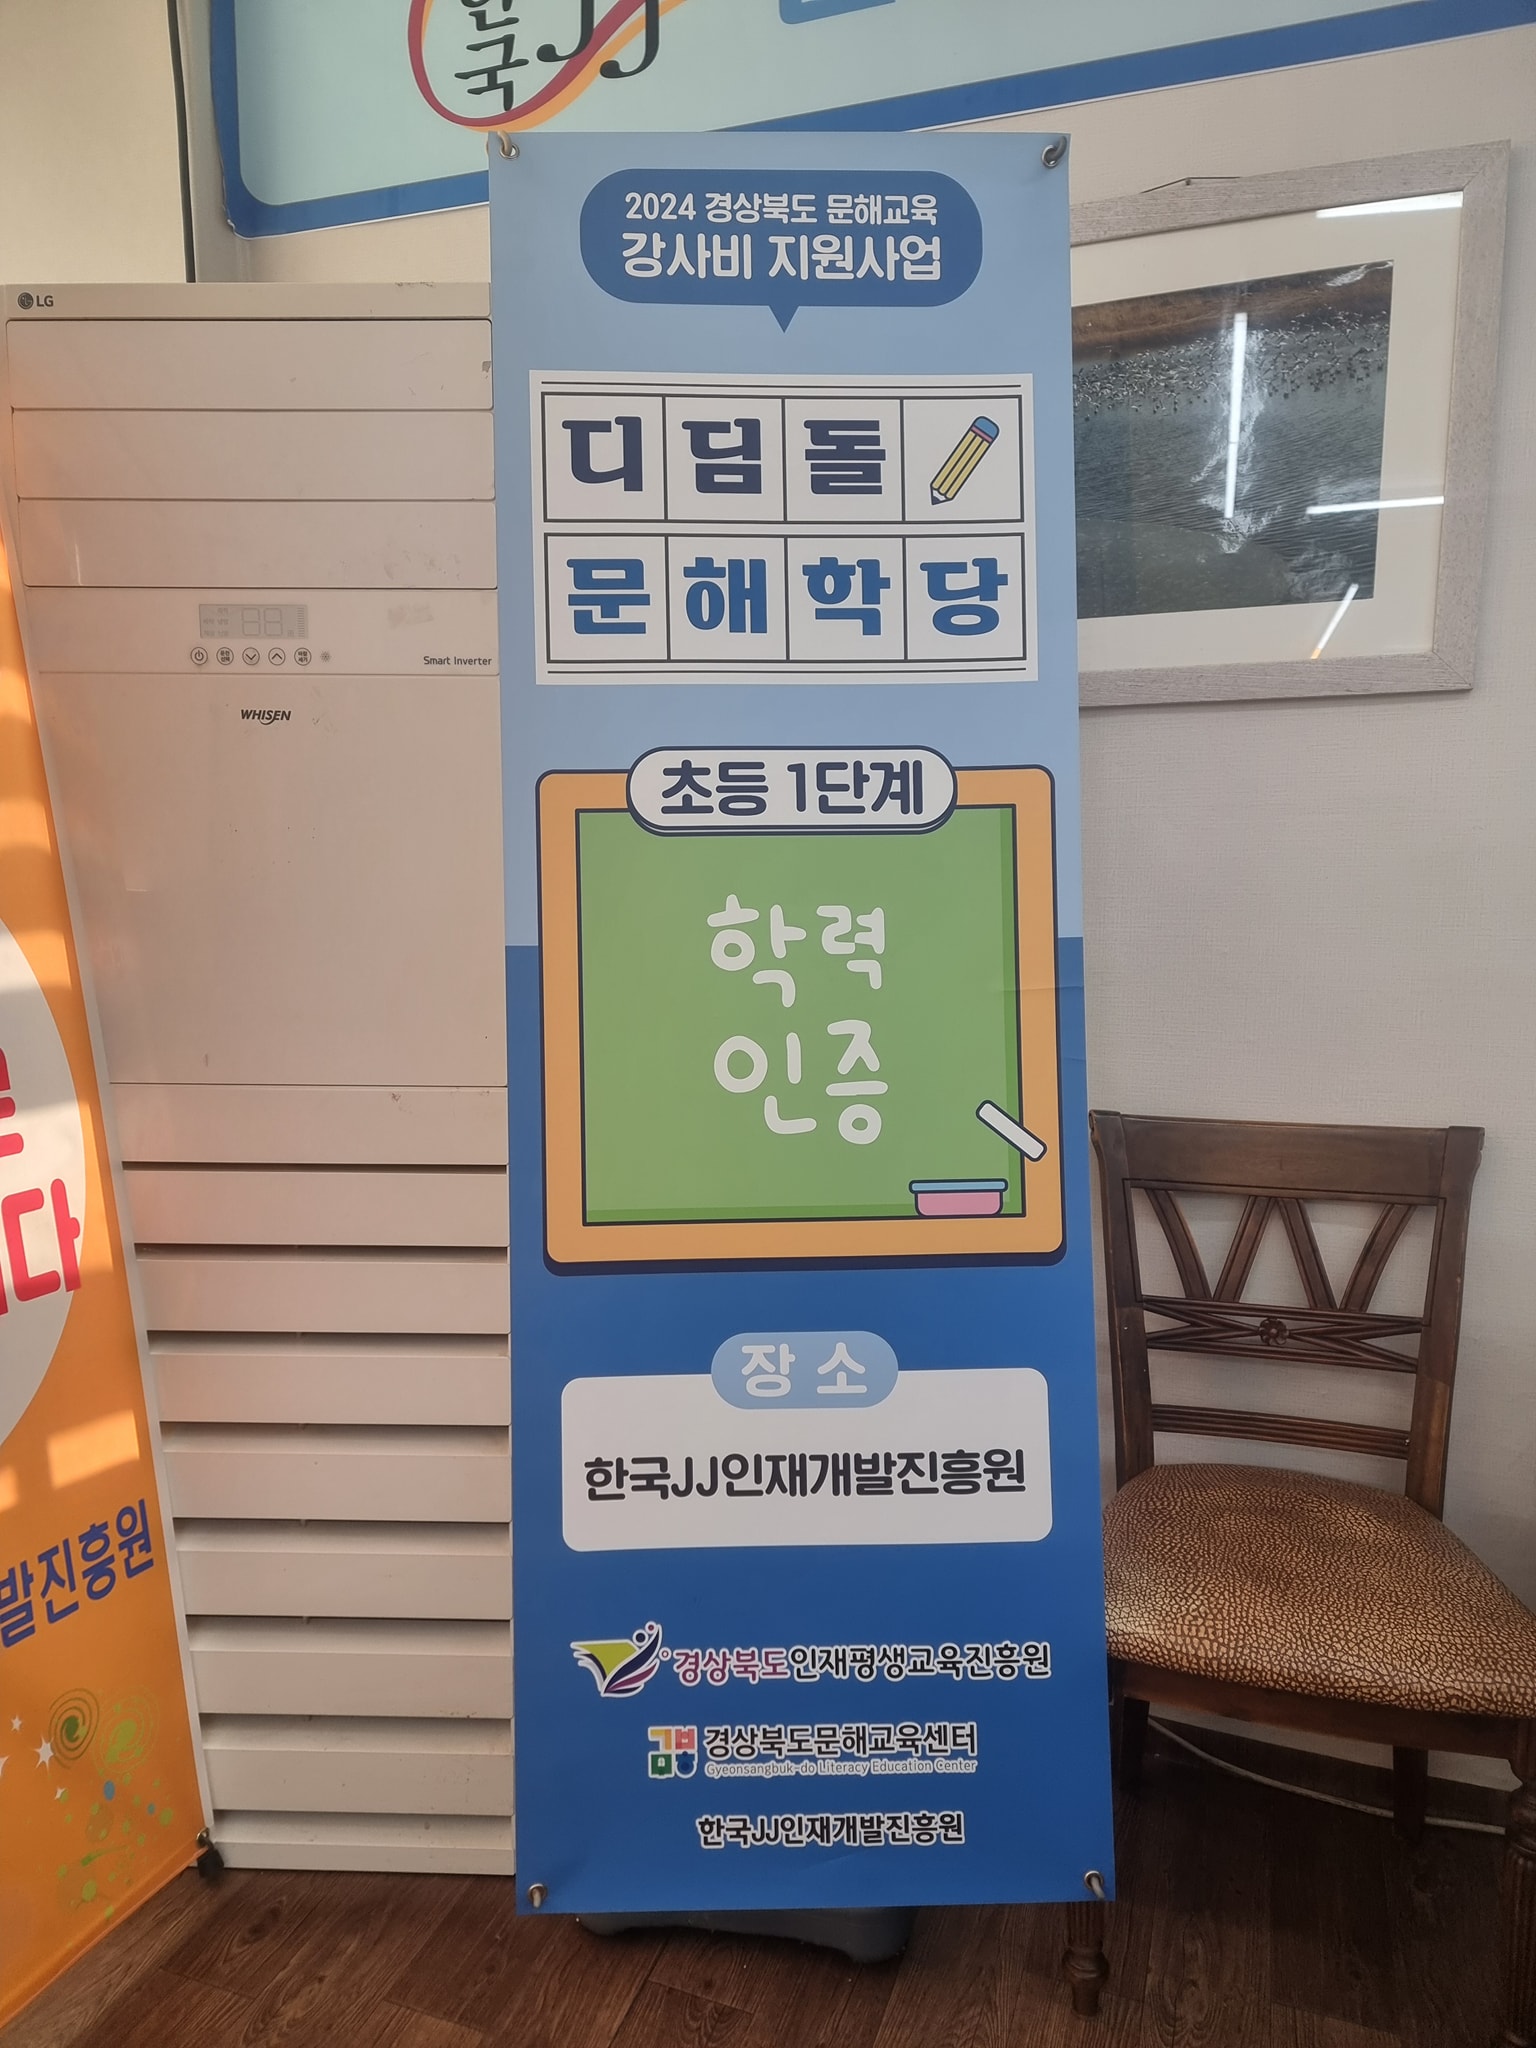 한국 JJ
LG
Smart Inverter
WHISEN
2024 경상북도 문해교육
강사비 지원사업
디딤돌
문해학당
초등 1단계
학력
인증
장소
한국JJ인재개발진흥원
경상북도인재평생교육진흥원
경상북도문해교육센터
Gyeonsangbuk-do Literacy Education Center
한국JJ인재개발진흥원
발진흥원